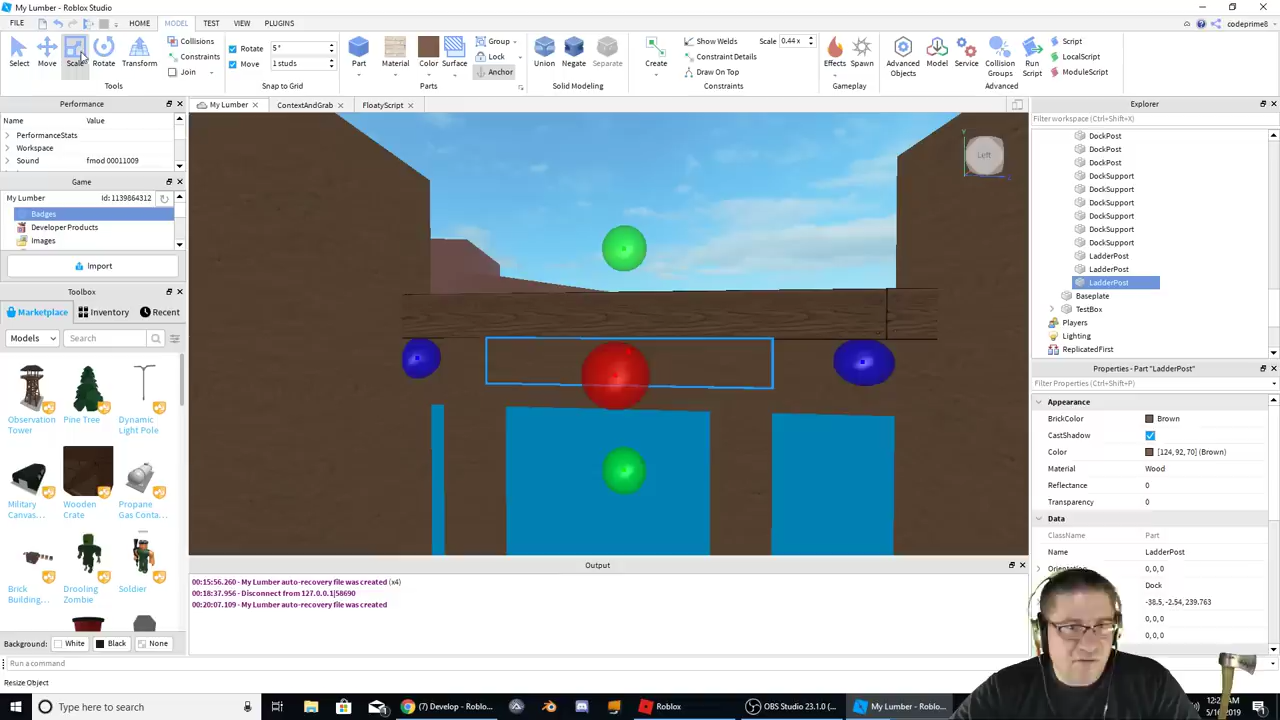 My Lumber - Roblox Studio
FILE HOME MODEL TEST VIEW PLUGINS codeprime8
Select Move Scale Rotate Transform
Collisions
Constraints
Join
Tools
Rotate 5°
Move 1 studs
Snap to Grid
Part Material Color Surface
Group
Lock
Anchor
Parts
Union Negate Separate
Solid Modeling
Create
Show Welds Scale 0.44 x
Constraint Details
Draw On Top
Constraints
Effects Spawn
Gameplay
Advanced Objects
Model
Service
Collision Groups
Run Script
Script
LocalScript
ModuleScript
Advanced
Performance
Name Value
PerformanceStats
Workspace
Sound fmod 00011009
Game
My Lumber Id: 1139864312
Badges
Developer Products
Images
Import
Toolbox
Marketplace Inventory Recent
Models Search
Observation Tower
Pine Tree
Dynamic Light Pole
Military Canvas...
Wooden Crate
Propane Gas Conta...
Brick Building...
Drooling Zombie
Soldier
Background: White Black None
My Lumber ContextAndGrab FloatyScript
Left
Output
00:15:56.260 - My Lumber auto-recovery file was created (x4)
00:18:37.956 - Disconnect from 127.0.0.1|58690
00:20:07.109 - My Lumber auto-recovery file was created
Explorer
Filter workspace (Ctrl+Shift+X)
DockPost
DockPost
DockPost
DockSupport
DockSupport
DockSupport
DockSupport
DockSupport
DockSupport
LadderPost
LadderPost
LadderPost
Baseplate
TestBox
Players
Lighting
ReplicatedFirst
Properties - Part "LadderPost"
Filter Properties (Ctrl+Shift+P)
Appearance
BrickColor Brown
CastShadow
Color [124, 92, 70] (Brown)
Material Wood
Reflectance 0
Transparency 0
Data
ClassName Part
Name LadderPost
0, 0, 0
Dock
-38.5, -2.54, 239.763
0, 0, 0
0, 0, 0
Run a command
Resize Object
Type here to search
(7) Develop - Roblo...
Roblox
OBS Studio 23.1.0 (...
My Lumber - Roblo...